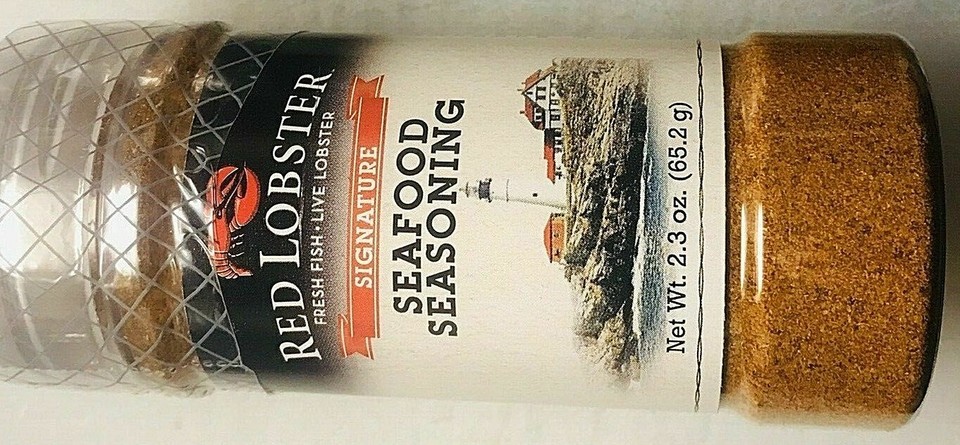 RED LOBSTER
FRESH FISH • LIVE LOBSTER
SIGNATURE
SEAFOOD
SEASONING
Net Wt. 2.3 oz. (65.2 g)